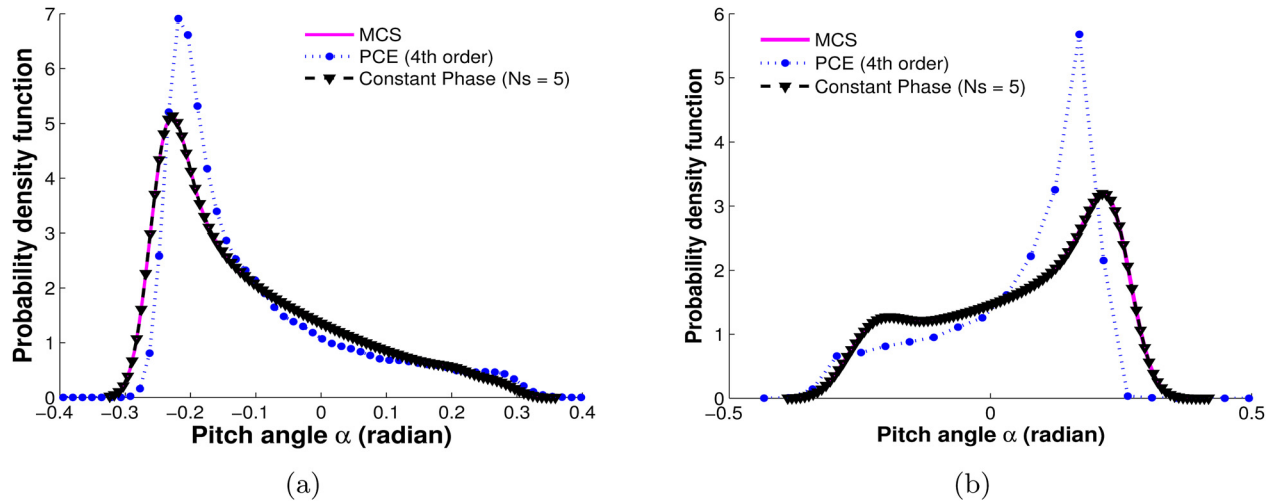 7
6
5
4
3
2
1
0
Probability density function
MCS
PCE (4th order)
Constant Phase (Ns = 5)
−0.4 −0.3 −0.2 −0.1 0 0.1 0.2 0.3 0.4
Pitch angle α (radian)
(a)
6
5
4
3
2
1
0
Probability density function
MCS
PCE (4th order)
Constant Phase (Ns = 5)
−0.5 0 0.5
Pitch angle α (radian)
(b)